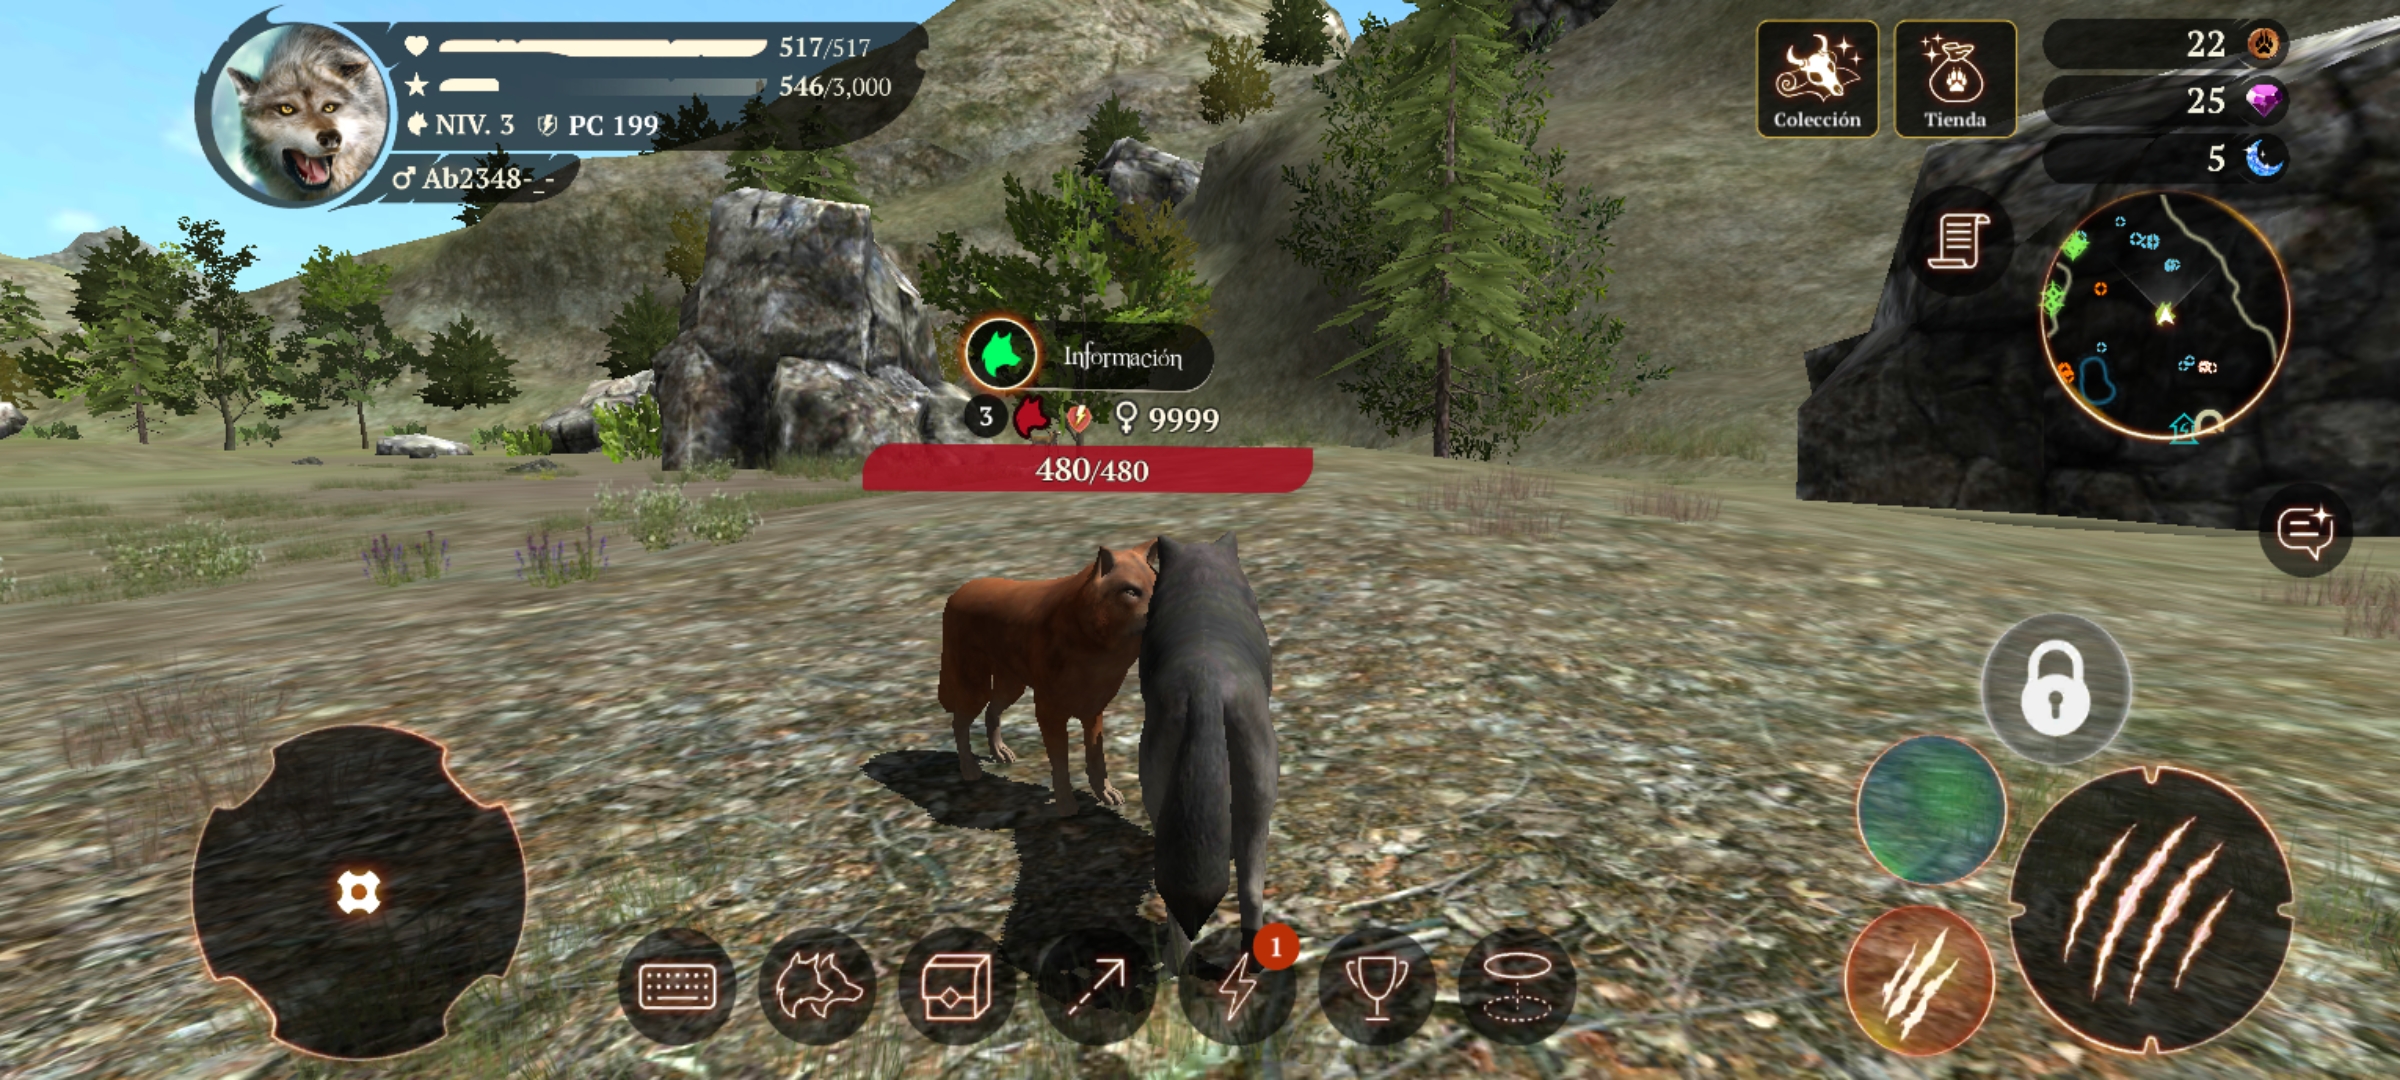 517/517
546/3,000
NIV. 3 PC 199
Ab2348-_-
Colección
Tienda
22
25
5
Información
3 9999
480/480
1